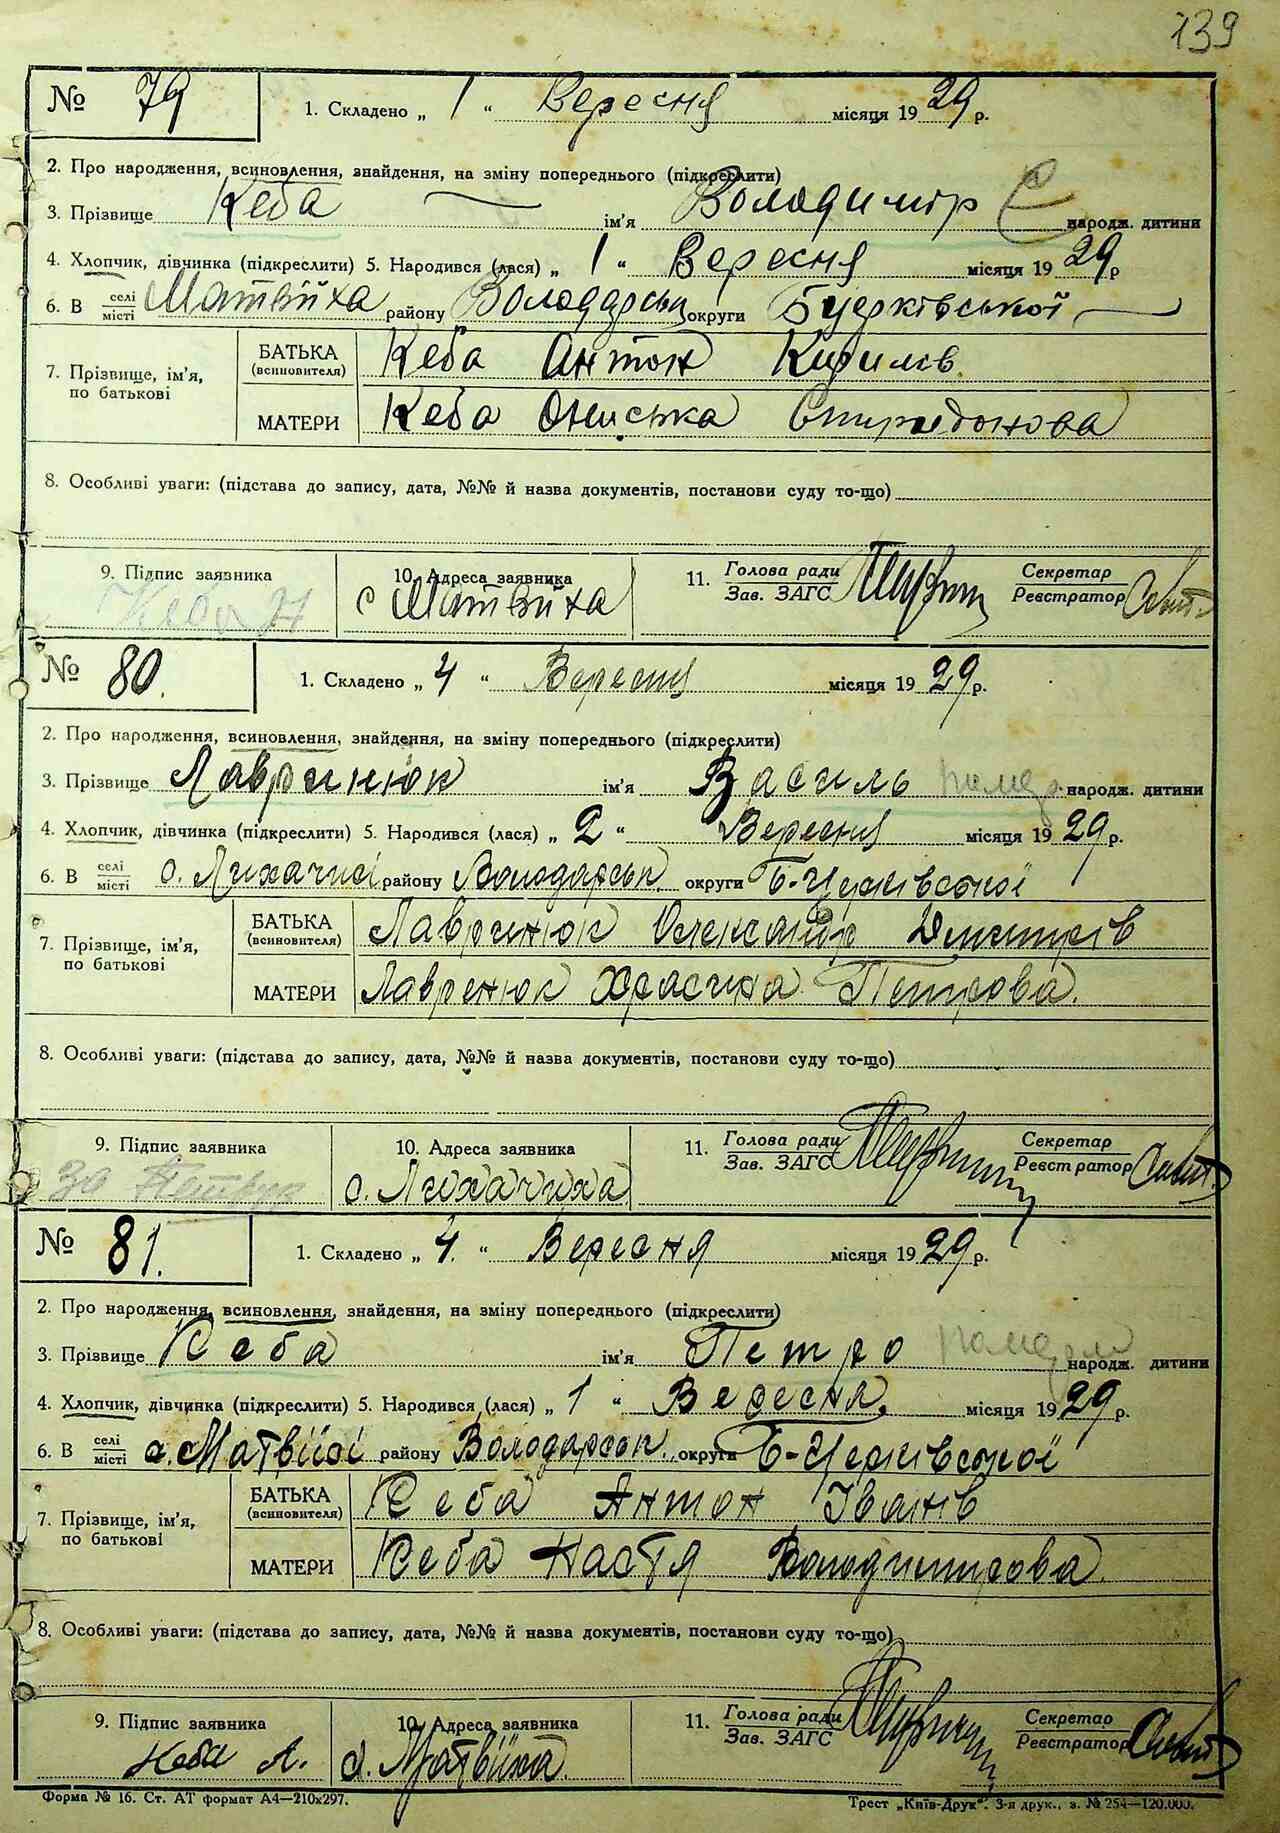 139
№ 79 1. Складено „ 1 “ Вересня місяця 1929 р.
2. Про народження, всиновлення, знайдення, на зміну попереднього (підкреслити)
3. Прізвище Кеба ім'я Володимір народж. дитини
4. Хлопчик, дівчинка (підкреслити) 5. Народився (лася) „ 1 “ Вересня місяця 1929 р
6. В селі місті Матвіїха району Володарськ округи Б церківської
7. Прізвище, ім'я, по батькові
БАТЬКА (всиновителя) Кеба Антон Кирилів
МАТЕРИ Кеба Ониська Спиридонова
8. Особливі уваги: (підстава до запису, дата, №№ й назва документів, постанови суду то-що)
9. Підпис заявника 10. Адреса заявника 11. Голова ради Зав. ЗАГС Секретар Реєстратор
Кеба с Матвіїха
№ 80. 1. Складено „ 4 “ Вересня місяця 1929 р.
2. Про народження, всиновлення, знайдення, на зміну попереднього (підкреслити)
3. Прізвище Лавринюк ім'я Василь народж. дитини
4. Хлопчик, дівчинка (підкреслити) 5. Народився (лася) „ 2 “ Вересня місяця 1929 р.
6. В селі місті с. Лихачисі району Володарськ. округи Б-Церківської
7. Прізвище, ім'я, по батькові
БАТЬКА (всиновителя) Лавринюк Олександр Дмитрів
МАТЕРИ Лавренюк Петрова.
8. Особливі уваги: (підстава до запису, дата, №№ й назва документів, постанови суду то-що)
9. Підпис заявника 10. Адреса заявника 11. Голова ради Зав. ЗАГС Секретар Реєстратор
за с. Лихачиха
№ 81. 1. Складено „ 4. “ Вересня місяця 1929 р.
2. Про народження, всиновлення, знайдення, на зміну попереднього (підкреслити)
3. Прізвище Кеба ім'я Петро народж. дитини
4. Хлопчик, дівчинка (підкреслити) 5. Народився (лася) „ 1 “ Вересня. місяця 1929 р.
6. В селі місті с. Матвіїсі району Володарськ. округи Б-Церківської
7. Прізвище, ім'я, по батькові
БАТЬКА (всиновителя) Кеба Антон Іванів
МАТЕРИ Кеба Настя Володимирова.
8. Особливі уваги: (підстава до запису, дата, №№ й назва документів, постанови суду то-що)
9. Підпис заявника 10. Адреса заявника 11. Голова ради Зав. ЗАГС Секретар Реєстратор
Кеба А. с. Матвіїха.
Форма № 16. Ст. АТ формат А4—210х297. Трест „Київ-Друк“. 3-я друк., з. № 254—120.000.